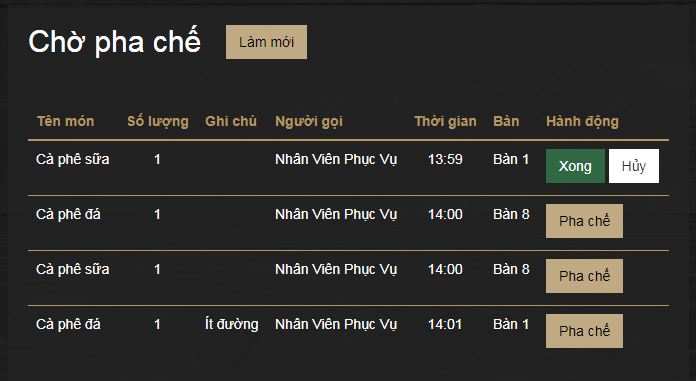 Chờ pha chế Làm mới
Tên món Số lượng Ghi chú Người gọi Thời gian Bàn Hành động
Cà phê sữa 1 Nhân Viên Phục Vụ 13:59 Bàn 1 Xong Hủy
Cà phê đá 1 Nhân Viên Phục Vụ 14:00 Bàn 8 Pha chế
Cà phê sữa 1 Nhân Viên Phục Vụ 14:00 Bàn 8 Pha chế
Cà phê đá 1 Ít đường Nhân Viên Phục Vụ 14:01 Bàn 1 Pha chế